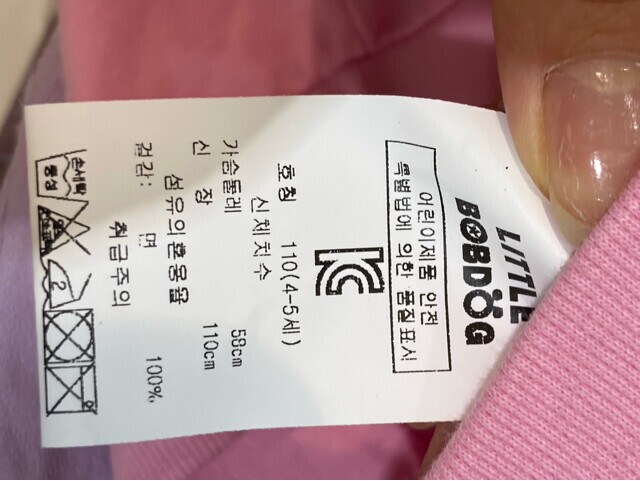 LITTLE
BOBDOG
어린이제품 안전
특별법에 의한 품질표시
호칭 110(4-5세)
신체치수
가슴둘레 58cm
신 장 110cm
섬유의혼용율
겉감: 면 100%
취급주의
손세탁
중성
2